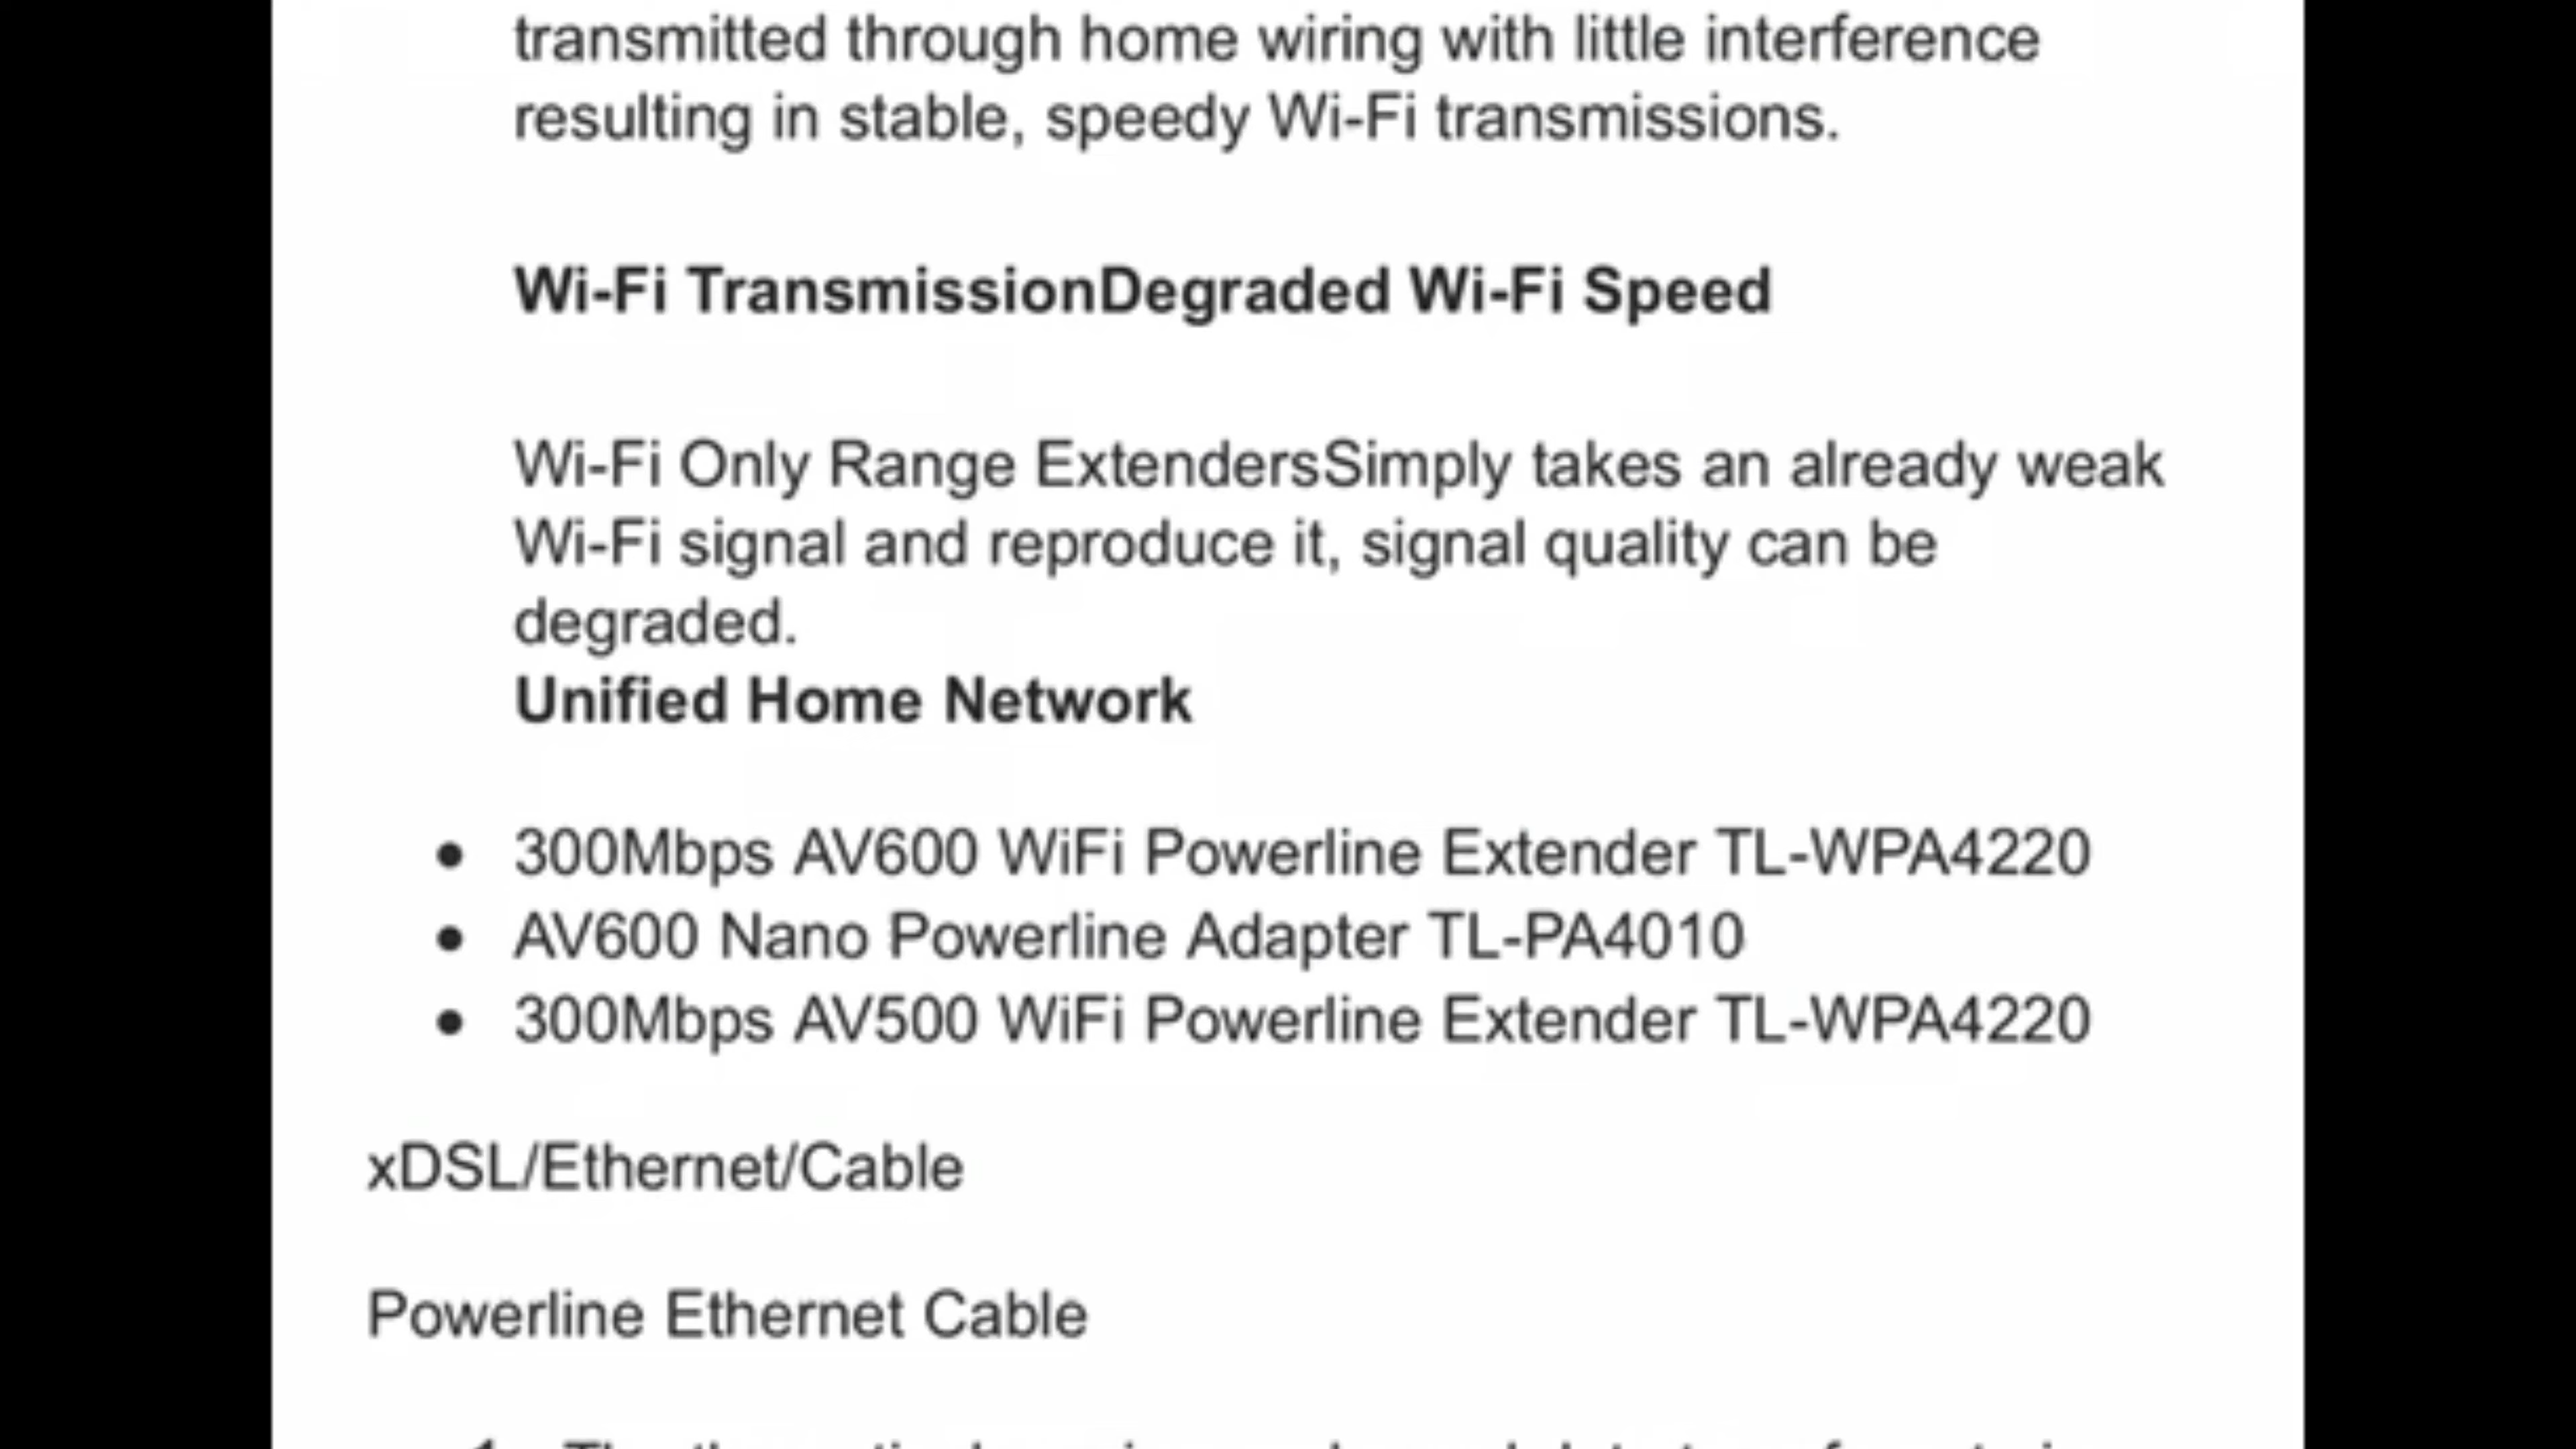 transmitted through home wiring with little interference
resulting in stable, speedy Wi-Fi transmissions.
Wi-Fi TransmissionDegraded Wi-Fi Speed
Wi-Fi Only Range ExtendersSimply takes an already weak
Wi-Fi signal and reproduce it, signal quality can be
degraded.
Unified Home Network
• 300Mbps AV600 WiFi Powerline Extender TL-WPA4220
• AV600 Nano Powerline Adapter TL-PA4010
• 300Mbps AV500 WiFi Powerline Extender TL-WPA4220
xDSL/Ethernet/Cable
Powerline Ethernet Cable